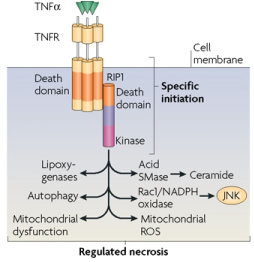 TNFα
TNFR
Cell
membrane
Death
domain
RIP1
Death
domain
Specific
initiation
Kinase
Lipoxy-
genases
Acid
SMase
Ceramide
Autophagy
Rac1/NADPH
oxidase
JNK
Mitochondrial
dysfunction
Mitochondrial
ROS
Regulated necrosis